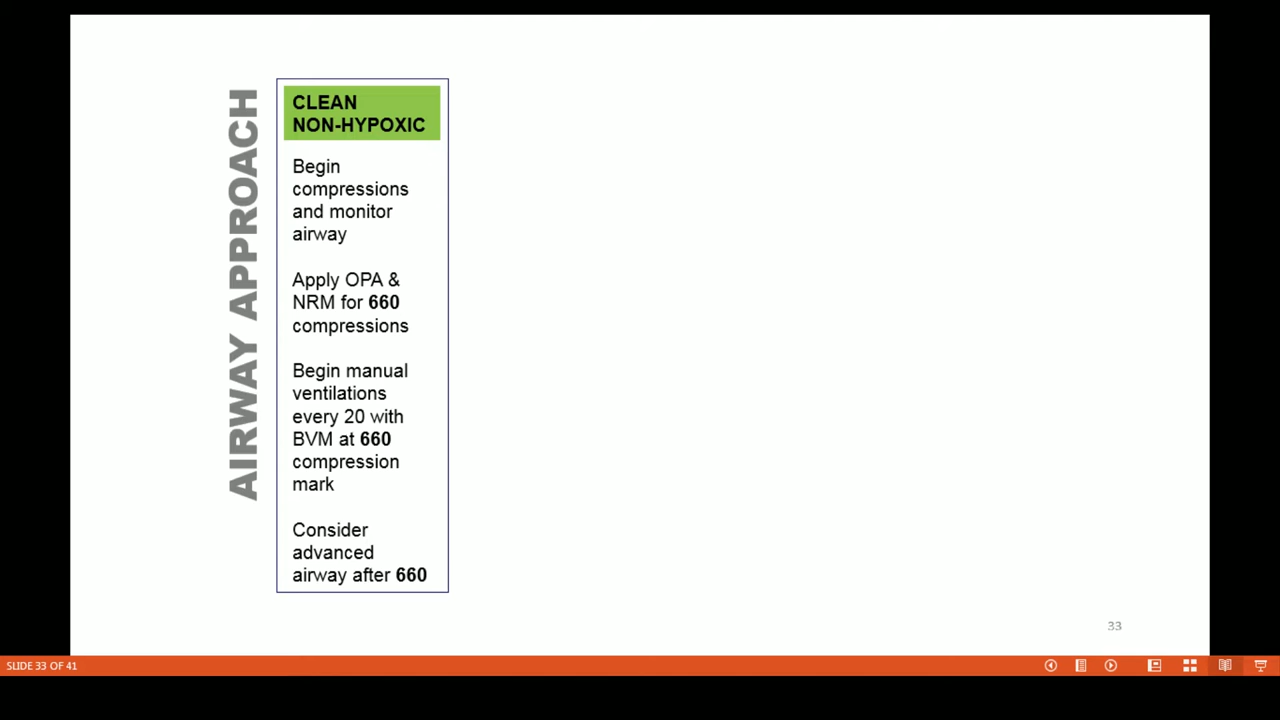 AIRWAY APPROACH
CLEAN
NON-HYPOXIC
Begin
compressions
and monitor
airway
Apply OPA &
NRM for 660
compressions
Begin manual
ventilations
every 20 with
BVM at 660
compression
mark
Consider
advanced
airway after 660
33
SLIDE 33 OF 41